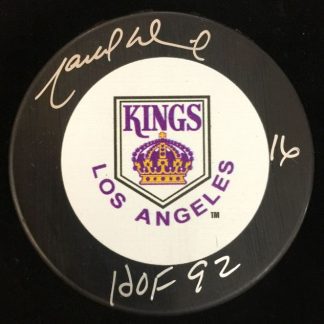 KINGS
LOS ANGELES
TM
16
HOF 92